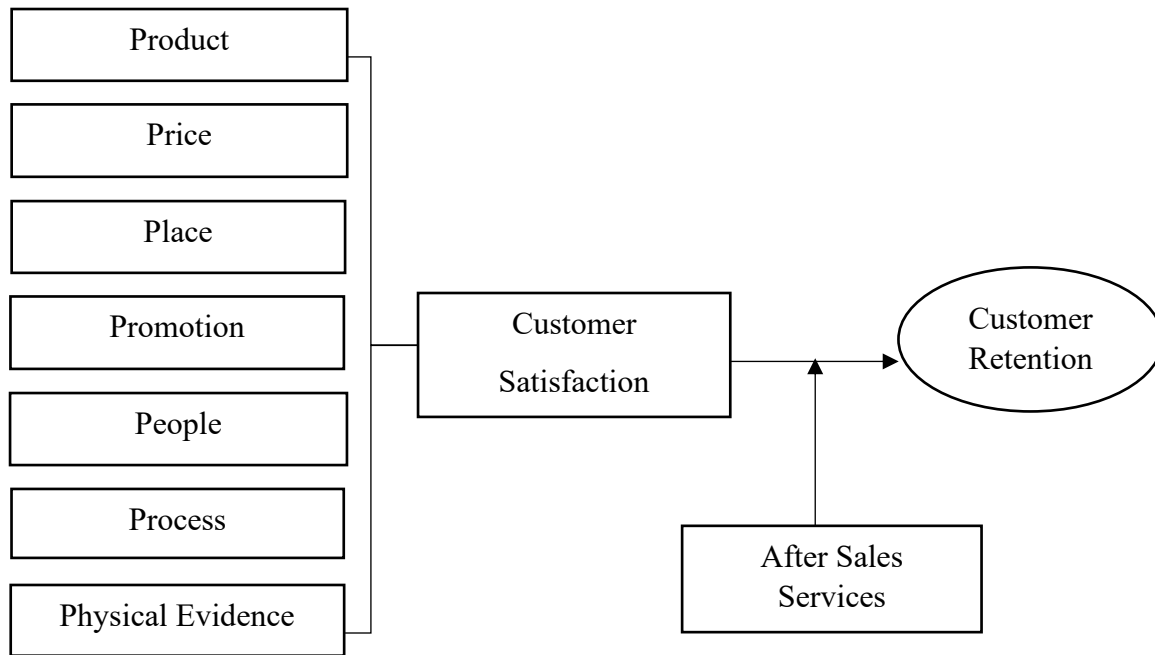 Product
Price
Place
Promotion
People
Process
Physical Evidence
Customer
Satisfaction
After Sales
Services
Customer
Retention